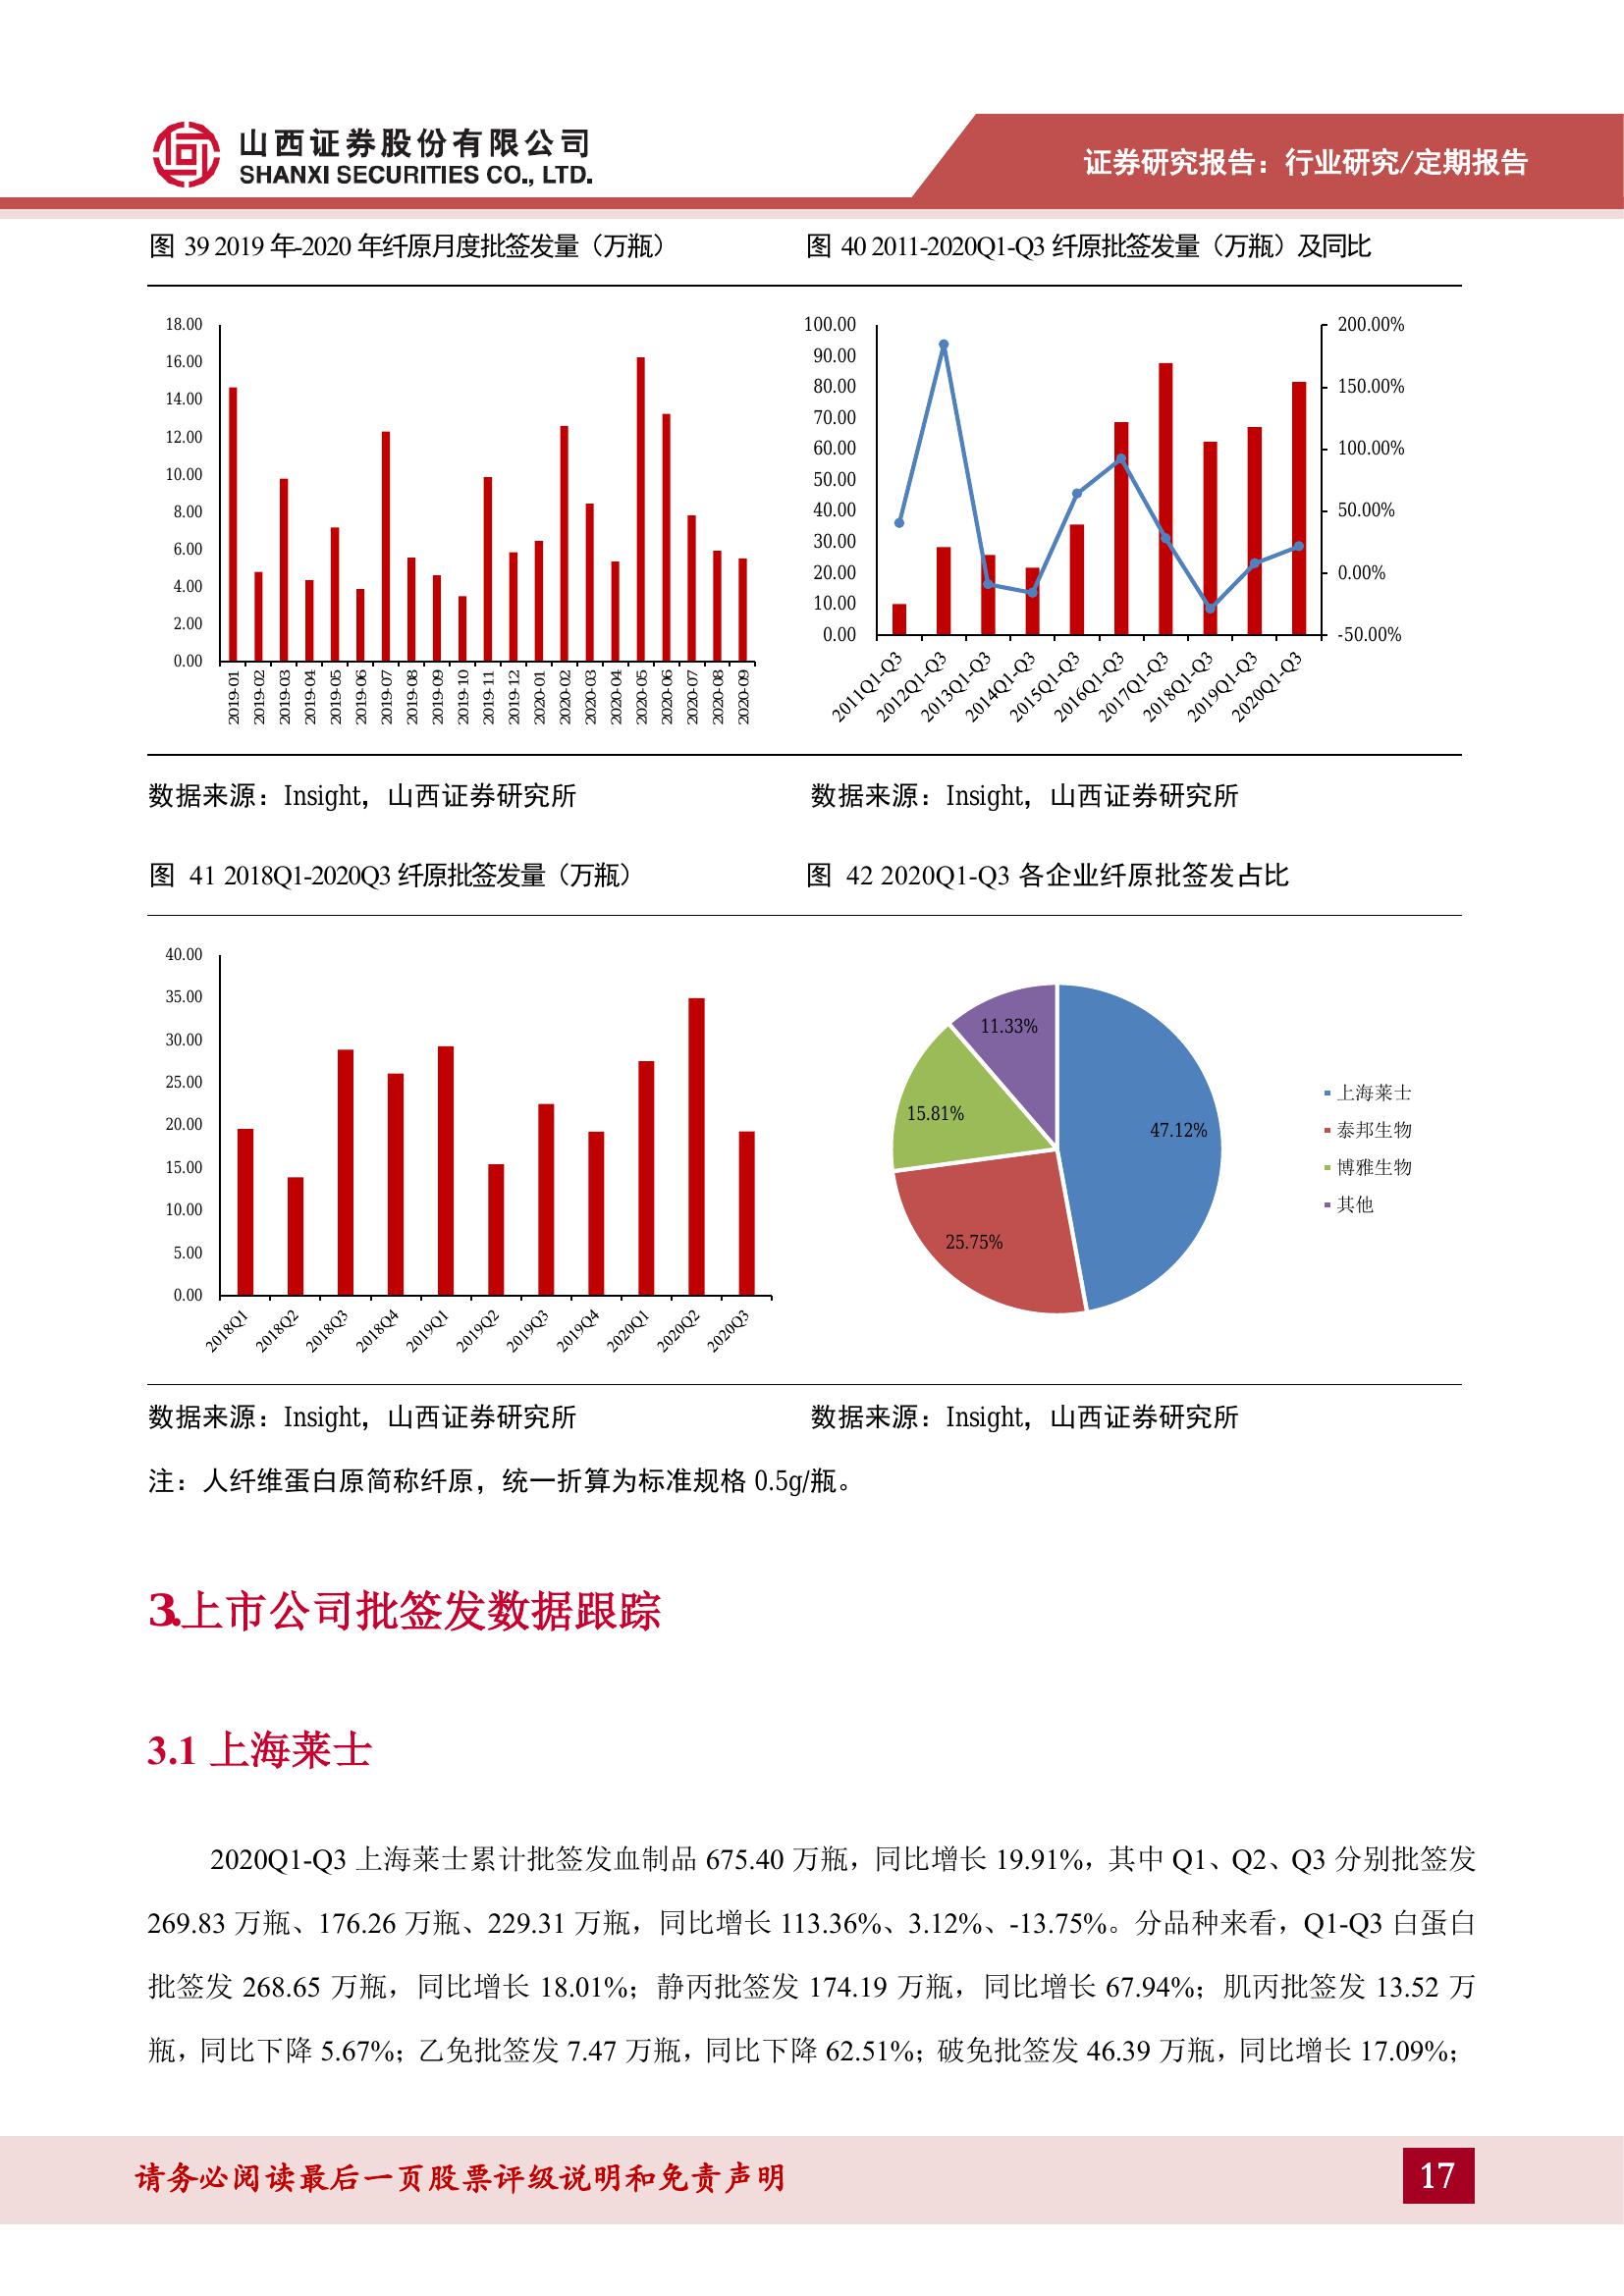 山西证券股份有限公司
SHANXI SECURITIES CO., LTD.
证券研究报告：行业研究/定期报告
图 39 2019 年-2020 年纤原月度批签发量（万瓶）
图 40 2011-2020Q1-Q3 纤原批签发量（万瓶）及同比
18.00
16.00
14.00
12.00
10.00
8.00
6.00
4.00
2.00
0.00
2019-01
2019-02
2019-03
2019-04
2019-05
2019-06
2019-07
2019-08
2019-09
2019-10
2019-11
2019-12
2020-01
2020-02
2020-03
2020-04
2020-05
2020-06
2020-07
2020-08
2020-09
100.00
90.00
80.00
70.00
60.00
50.00
40.00
30.00
20.00
10.00
0.00
200.00%
150.00%
100.00%
50.00%
0.00%
-50.00%
2011Q1-Q3
2012Q1-Q3
2013Q1-Q3
2014Q1-Q3
2015Q1-Q3
2016Q1-Q3
2017Q1-Q3
2018Q1-Q3
2019Q1-Q3
2020Q1-Q3
数据来源：Insight，山西证券研究所
数据来源：Insight，山西证券研究所
图 41 2018Q1-2020Q3 纤原批签发量（万瓶）
图 42 2020Q1-Q3 各企业纤原批签发占比
40.00
35.00
30.00
25.00
20.00
15.00
10.00
5.00
0.00
2018Q1
2018Q2
2018Q3
2018Q4
2019Q1
2019Q2
2019Q3
2019Q4
2020Q1
2020Q2
2020Q3
11.33%
15.81%
47.12%
25.75%
上海莱士
泰邦生物
博雅生物
其他
数据来源：Insight，山西证券研究所
数据来源：Insight，山西证券研究所
注：人纤维蛋白原简称纤原，统一折算为标准规格 0.5g/瓶。
3.上市公司批签发数据跟踪
3.1 上海莱士
2020Q1-Q3 上海莱士累计批签发血制品 675.40 万瓶，同比增长 19.91%，其中 Q1、Q2、Q3 分别批签发
269.83 万瓶、176.26 万瓶、229.31 万瓶，同比增长 113.36%、3.12%、-13.75%。分品种来看，Q1-Q3 白蛋白
批签发 268.65 万瓶，同比增长 18.01%；静丙批签发 174.19 万瓶，同比增长 67.94%；肌丙批签发 13.52 万
瓶，同比下降 5.67%；乙免批签发 7.47 万瓶，同比下降 62.51%；破免批签发 46.39 万瓶，同比增长 17.09%；
请务必阅读最后一页股票评级说明和免责声明
17